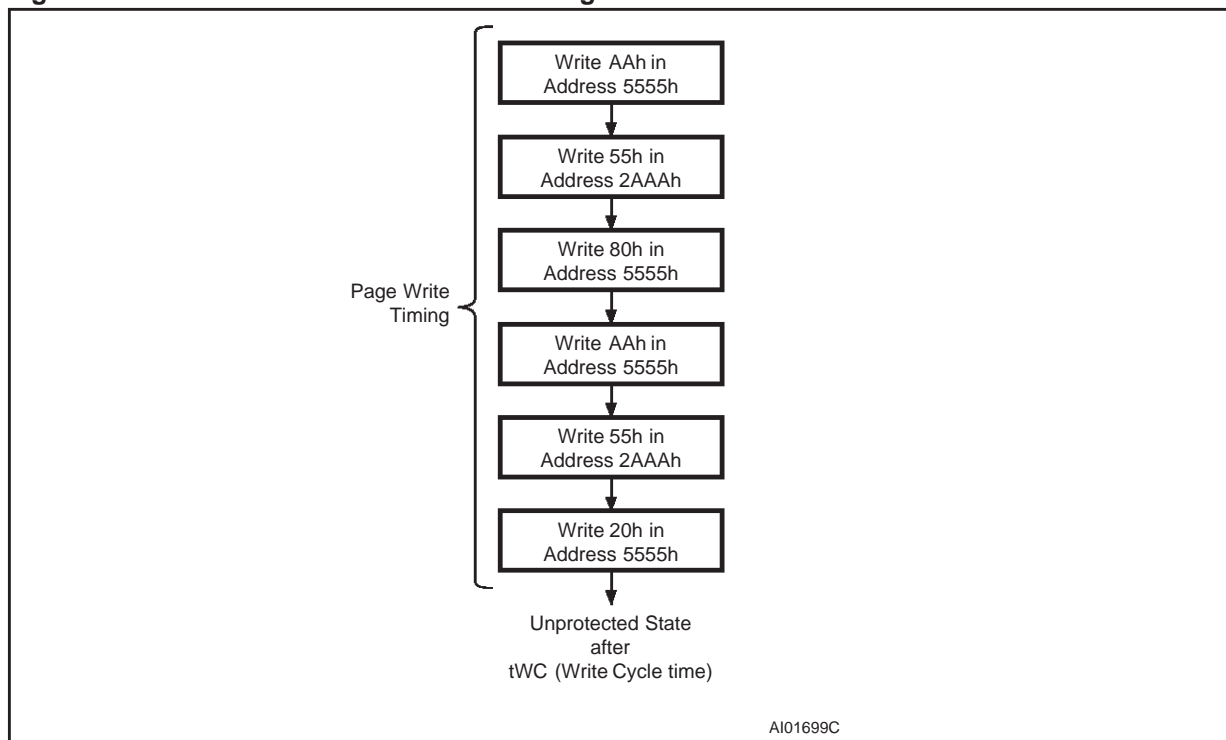 Write AAh in
Address 5555h
Write 55h in
Address 2AAAh
Write 80h in
Address 5555h
Page Write
Timing
Write AAh in
Address 5555h
Write 55h in
Address 2AAAh
Write 20h in
Address 5555h
Unprotected State
after
tWC (Write Cycle time)
AI01699C